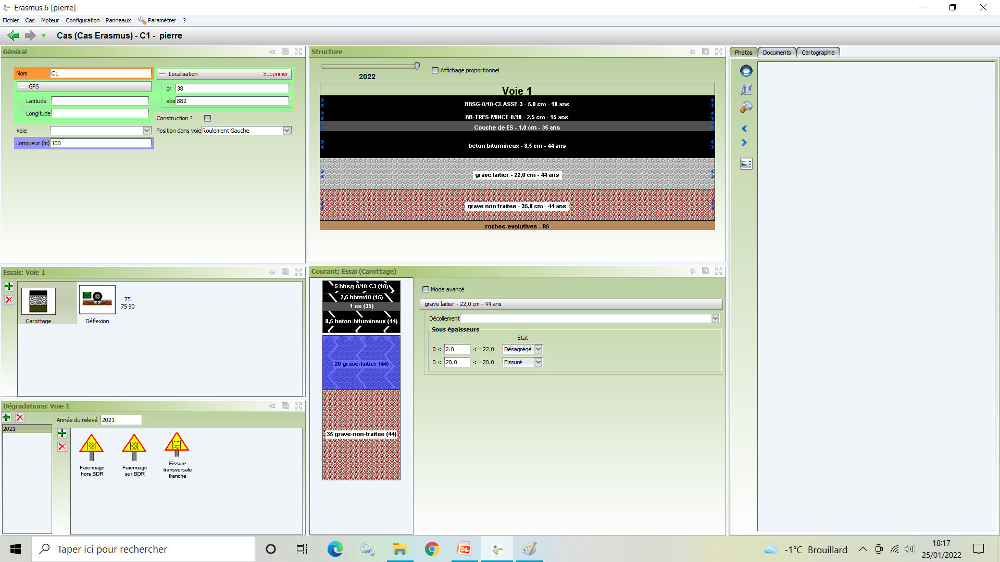 Erasmus 6 [pierre]
Fichier Cas Moteur Configuration Panneaux Paramétrer ?
Cas (Cas Erasmus) - C1 - pierre
Général
Nom C1
GPS
Latitude
Longitude
Voie
Longueur (m) 100
Localisation Supprimer
pr 38
abs 882
Construction ?
Position dans voie Roulement Gauche
Structure
2022
Affichage proportionnel
Voie 1
BBSG-0/10-CLASSE-3 - 5,0 cm - 10 ans
BB-TRES-MINCE-0/10 - 2,5 cm - 15 ans
Couche de ES - 1,0 cm - 35 ans
beton bitumineux - 8,5 cm - 44 ans
grave laitier - 22,0 cm - 44 ans
grave non traitee - 35,0 cm - 44 ans
roches-evolutives - R6
Photos Documents Cartographie
Essais: Voie 1
Carottage
Déflexion
75
75 90
Dégradations: Voie 1
Année du relevé 2021
2021
Faïencage
hors BDR
Faïencage
sur BDR
Fissure
transversale
franche
Courant: Essai (Carottage)
5 bbsg-0/10-C3 (10)
2,5 bbtm10 (15)
1 es (35)
8,5 beton-bitumineux (44)
20 grave-laitier (44)
35 grave-non-traitee (44)
Mode avancé
grave laitier - 22,0 cm - 44 ans
Décollement
Sous épaisseurs
Etat
0 < 2.0 <= 22.0 Désagrégé
0 < 20.0 <= 20.0 Fissuré
Taper ici pour rechercher
-1°C Brouillard
18:17
25/01/2022